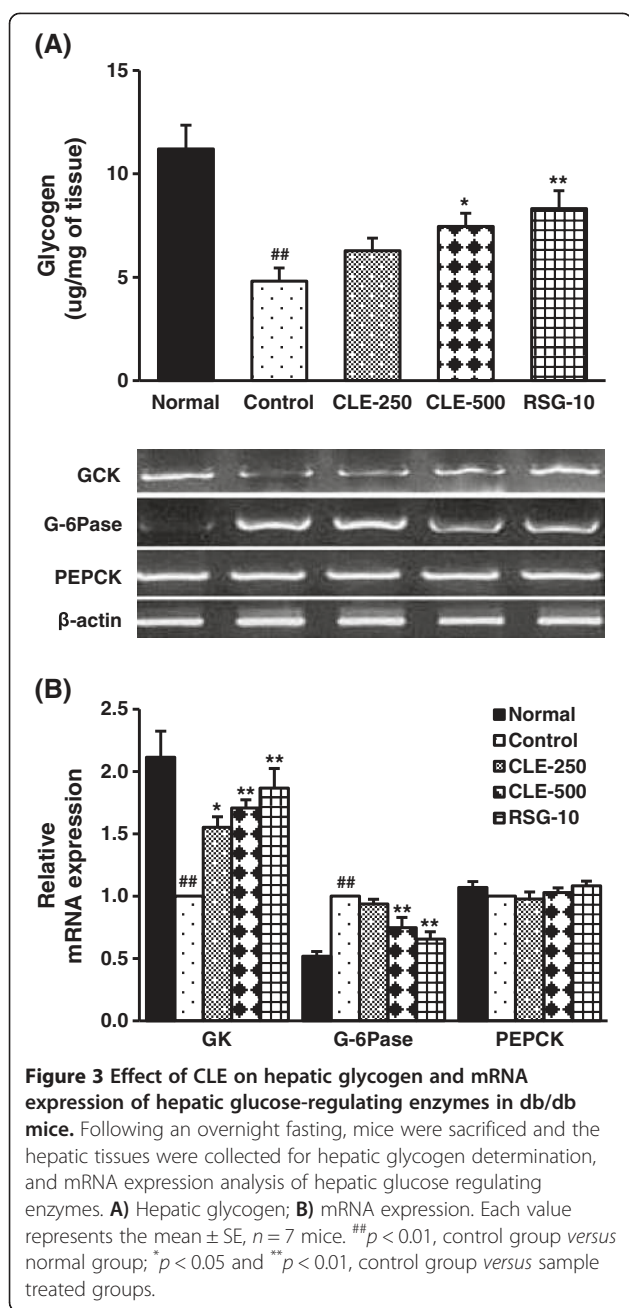 (A)
15
10
5
0
Glycogen
(ug/mg of tissue)
##
*
**
Normal Control CLE-250 CLE-500 RSG-10
GCK
G-6Pase
PEPCK
β-actin
(B)
2.5
2.0
1.5
1.0
0.5
0.0
Relative
mRNA expression
Normal
Control
CLE-250
CLE-500
RSG-10
##
*
**
**
##
**
**
GK G-6Pase PEPCK
Figure 3 Effect of CLE on hepatic glycogen and mRNA
expression of hepatic glucose-regulating enzymes in db/db
mice. Following an overnight fasting, mice were sacrificed and the
hepatic tissues were collected for hepatic glycogen determination,
and mRNA expression analysis of hepatic glucose regulating
enzymes. A) Hepatic glycogen; B) mRNA expression. Each value
represents the mean ± SE, n = 7 mice. ##p < 0.01, control group versus
normal group; *p < 0.05 and **p < 0.01, control group versus sample
treated groups.